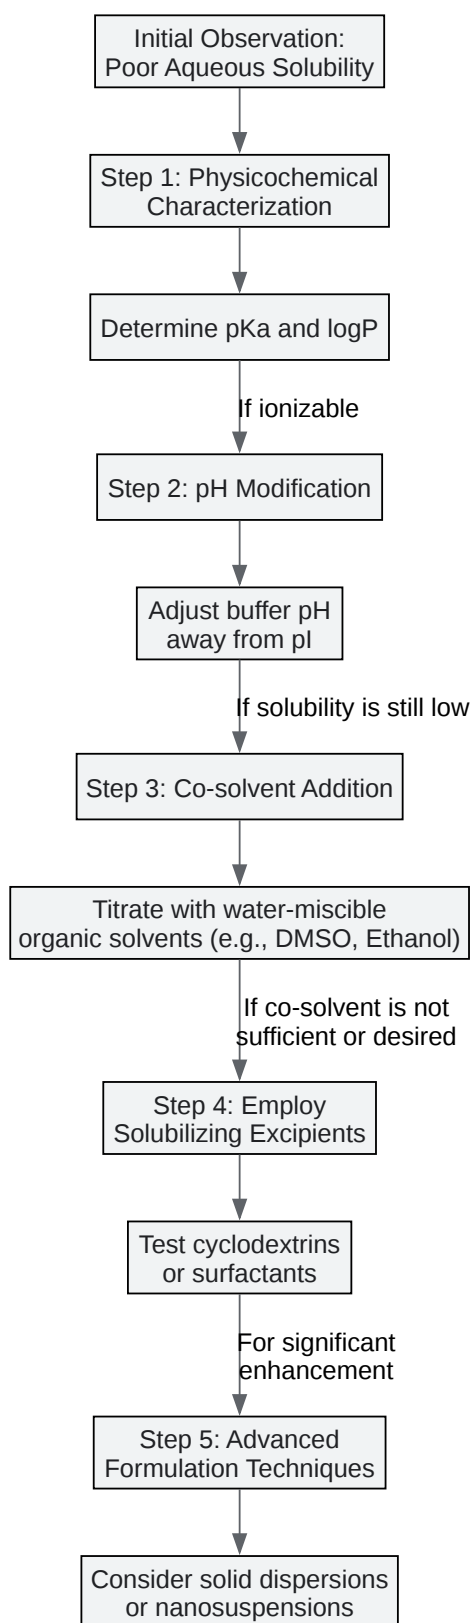 Initial Observation:
Poor Aqueous Solubility
Step 1: Physicochemical
Characterization
Determine pKa and logP
If ionizable
Step 2: pH Modification
Adjust buffer pH
away from pI
If solubility is still low
Step 3: Co-solvent Addition
Titrate with water-miscible
organic solvents (e.g., DMSO, Ethanol)
If co-solvent is not
sufficient or desired
Step 4: Employ
Solubilizing Excipients
Test cyclodextrins
or surfactants
For significant
enhancement
Step 5: Advanced
Formulation Techniques
Consider solid dispersions
or nanosuspensions